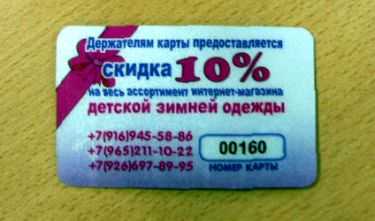 Держателям карты предоставляется
скидка 10%
на весь ассортимент интернет-магазина
детской зимней одежды
+7(916)945-58-86
+7(965)211-10-22
+7(926)697-89-95
00160
НОМЕР КАРТЫ